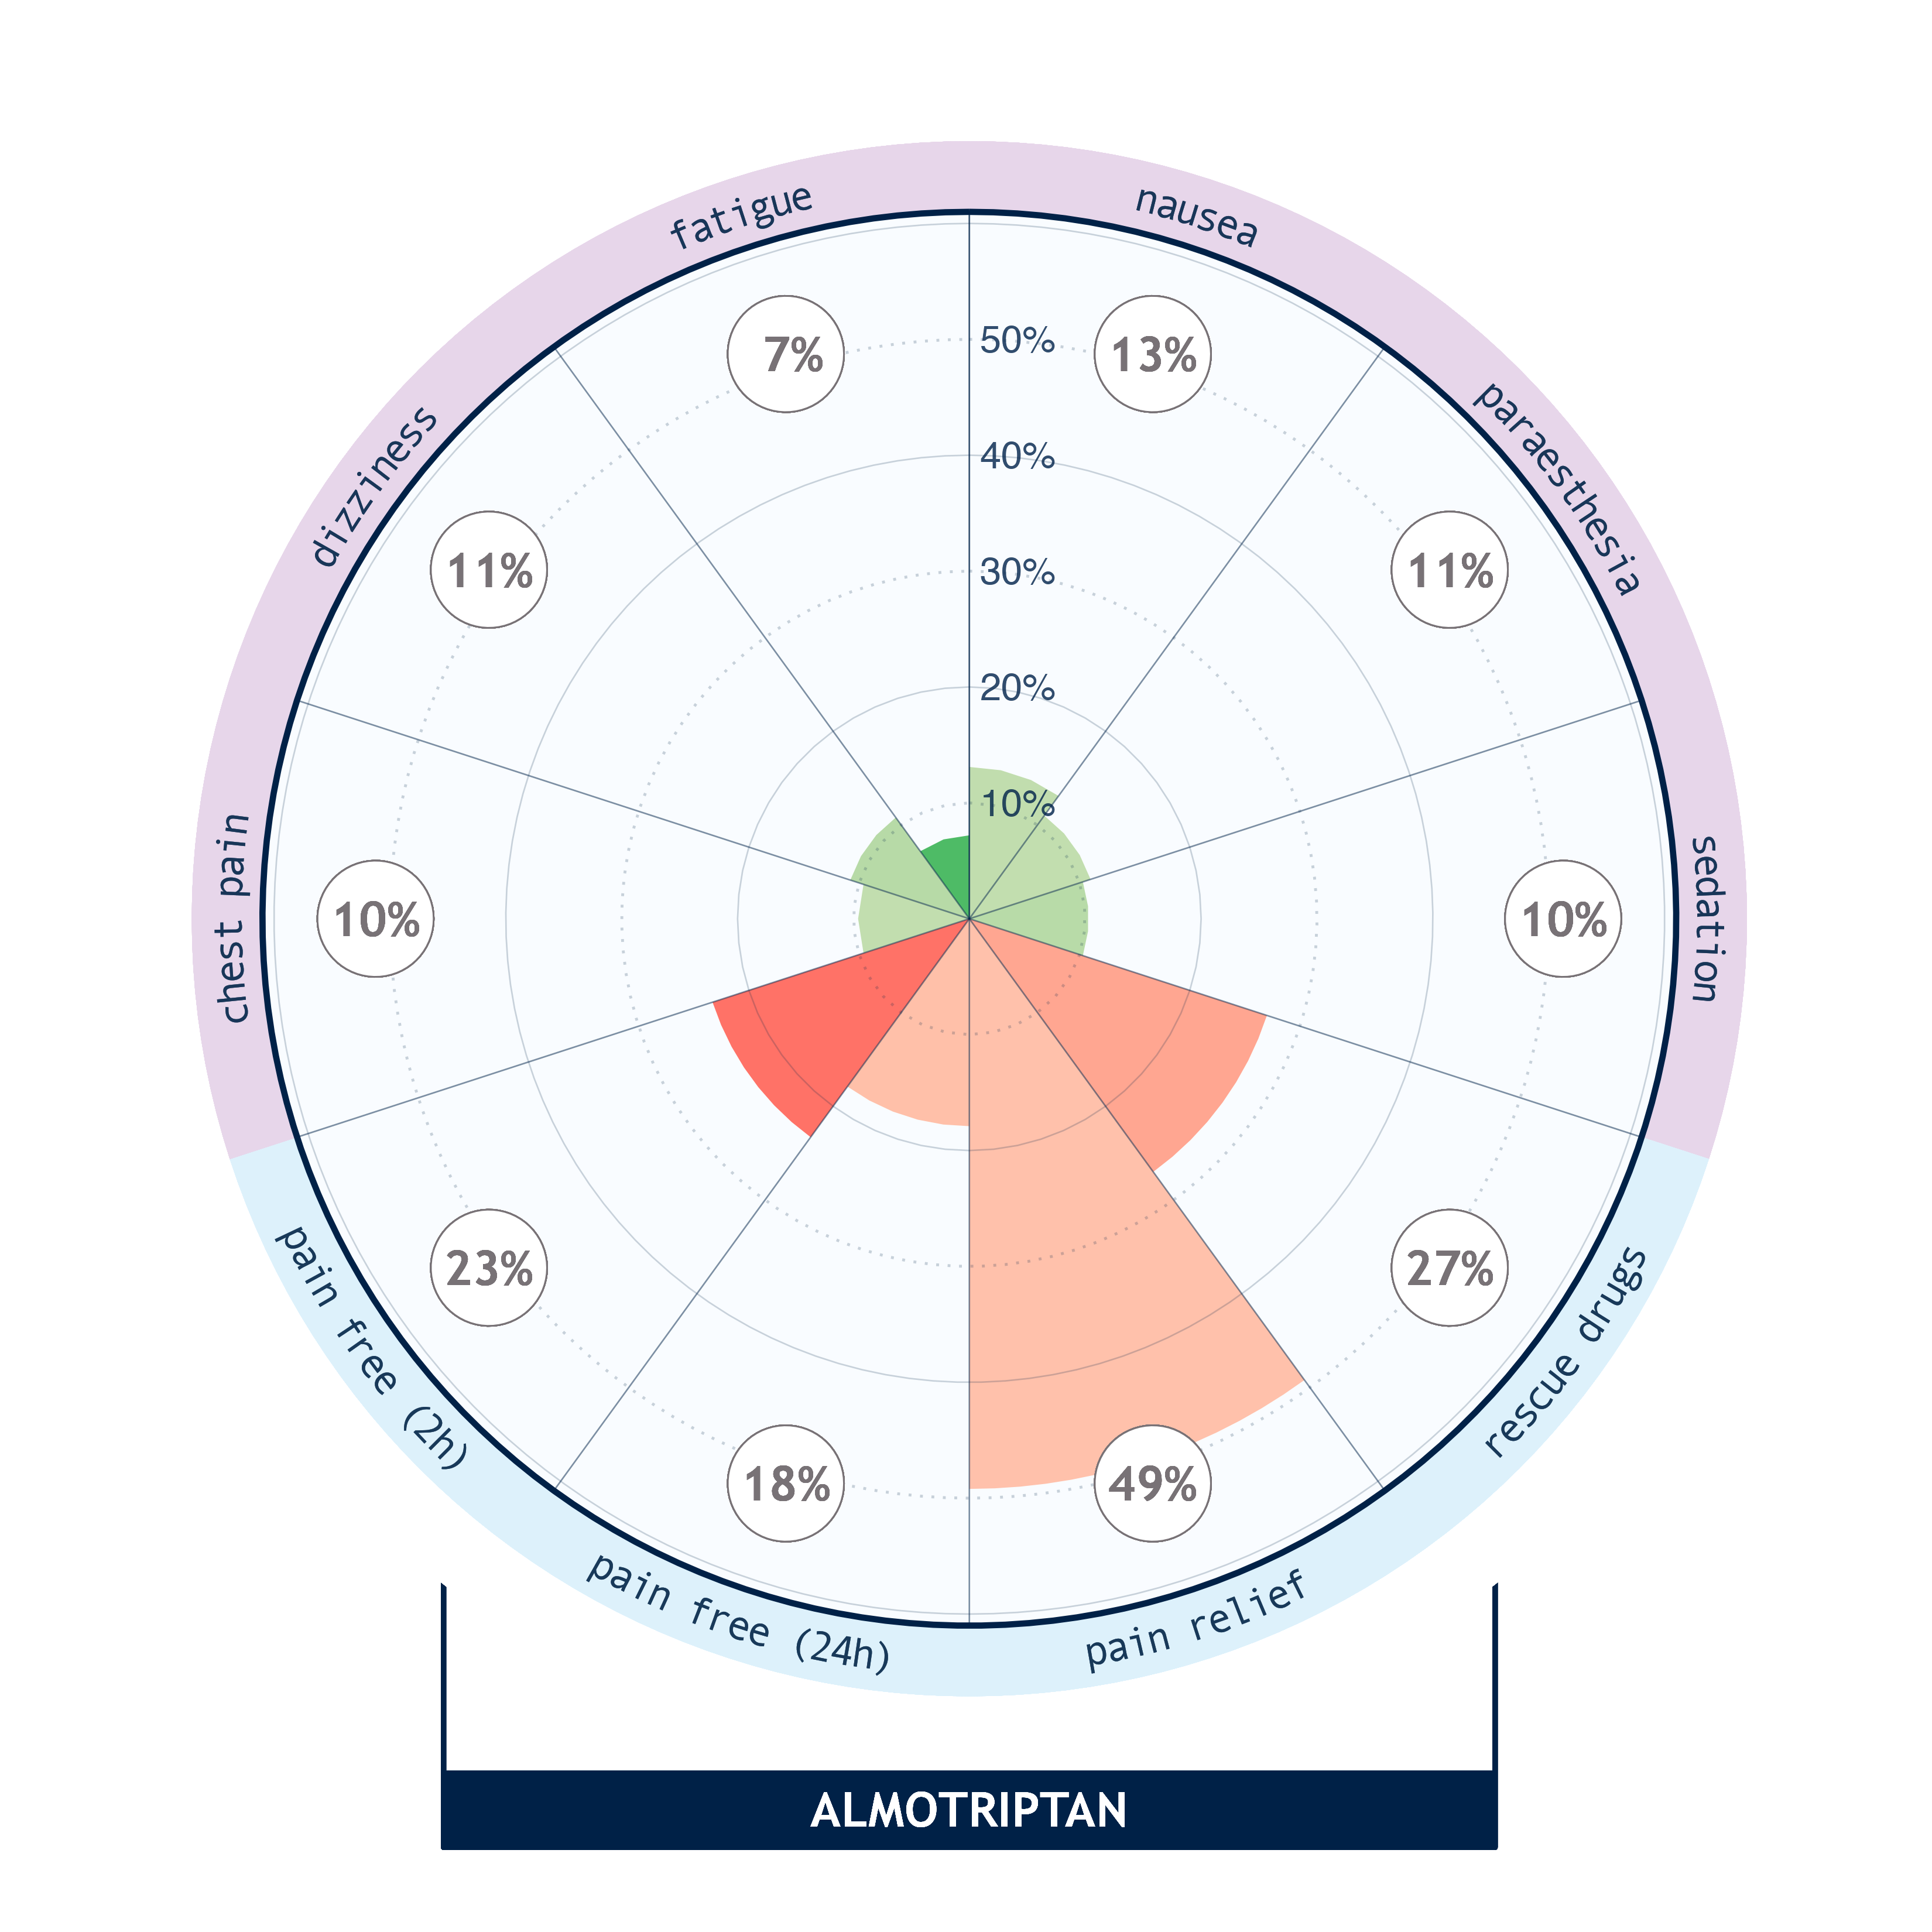 fatigue
nausea
7%
50%
13%
dizziness
40%
paraesthesia
11%
30%
11%
20%
10%
chest pain
10%
10%
sedation
pain free (2h)
23%
27%
rescue drugs
18%
49%
pain free (24h)
pain relief
ALMOTRIPTAN